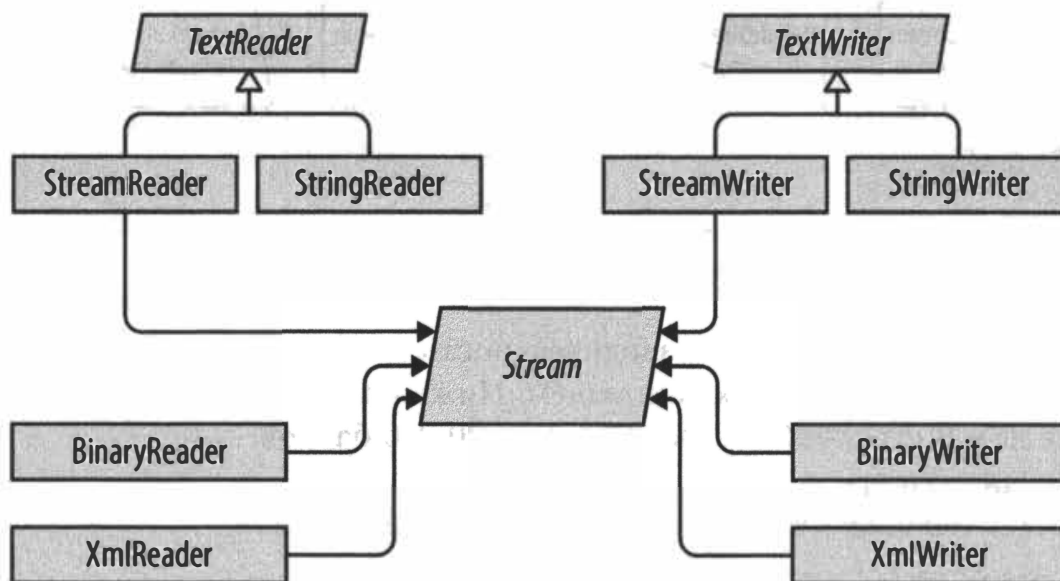 TextReader
TextWriter
StreamReader
StringReader
StreamWriter
StringWriter
Stream
BinaryReader
BinaryWriter
XmlReader
XmlWriter